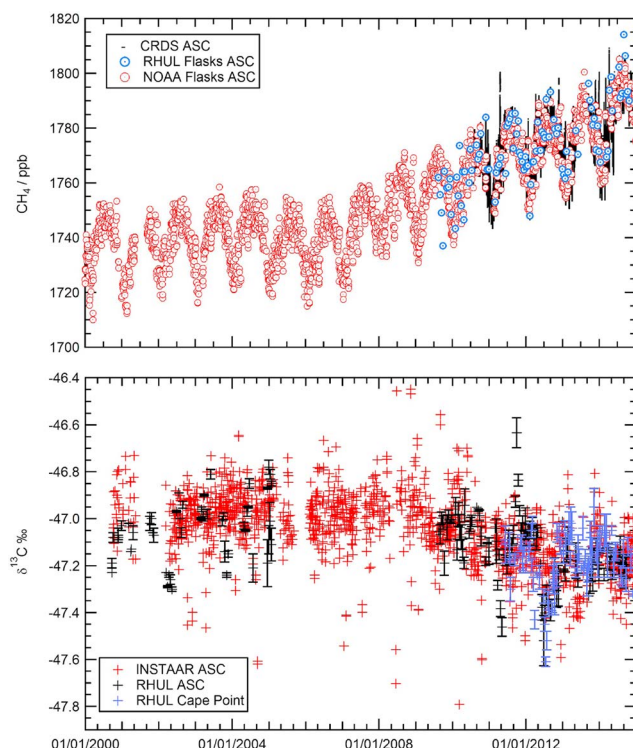 1820
1800
1780
1760
1740
1720
1700
CH4 / ppb
CRDS ASC
RHUL Flasks ASC
NOAA Flasks ASC
-46.4
-46.6
-46.8
-47.0
-47.2
-47.4
-47.6
-47.8
δ13C ‰
INSTAAR ASC
RHUL ASC
RHUL Cape Point
01/01/2000
01/01/2004
01/01/2008
01/01/2012